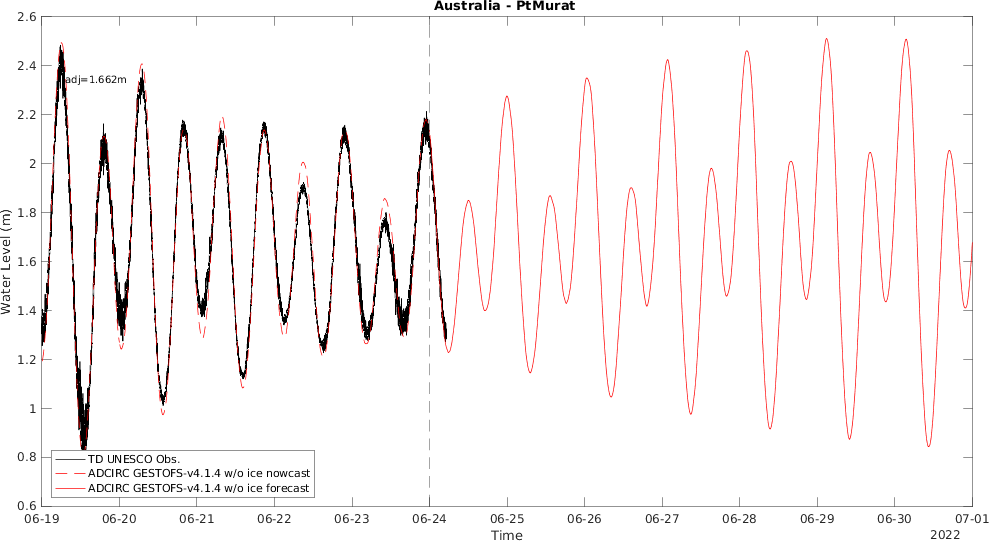 Australia - PtMurat
2.6
2.4
2.2
2
1.8
1.6
1.4
1.2
1
0.8
0.6
Water Level (m)
adj=1.662m
TD UNESCO Obs.
ADCIRC GESTOFS-v4.1.4 w/o ice nowcast
ADCIRC GESTOFS-v4.1.4 w/o ice forecast
06-19 06-20 06-21 06-22 06-23 06-24 06-25 06-26 06-27 06-28 06-29 06-30 07-01
Time
2022